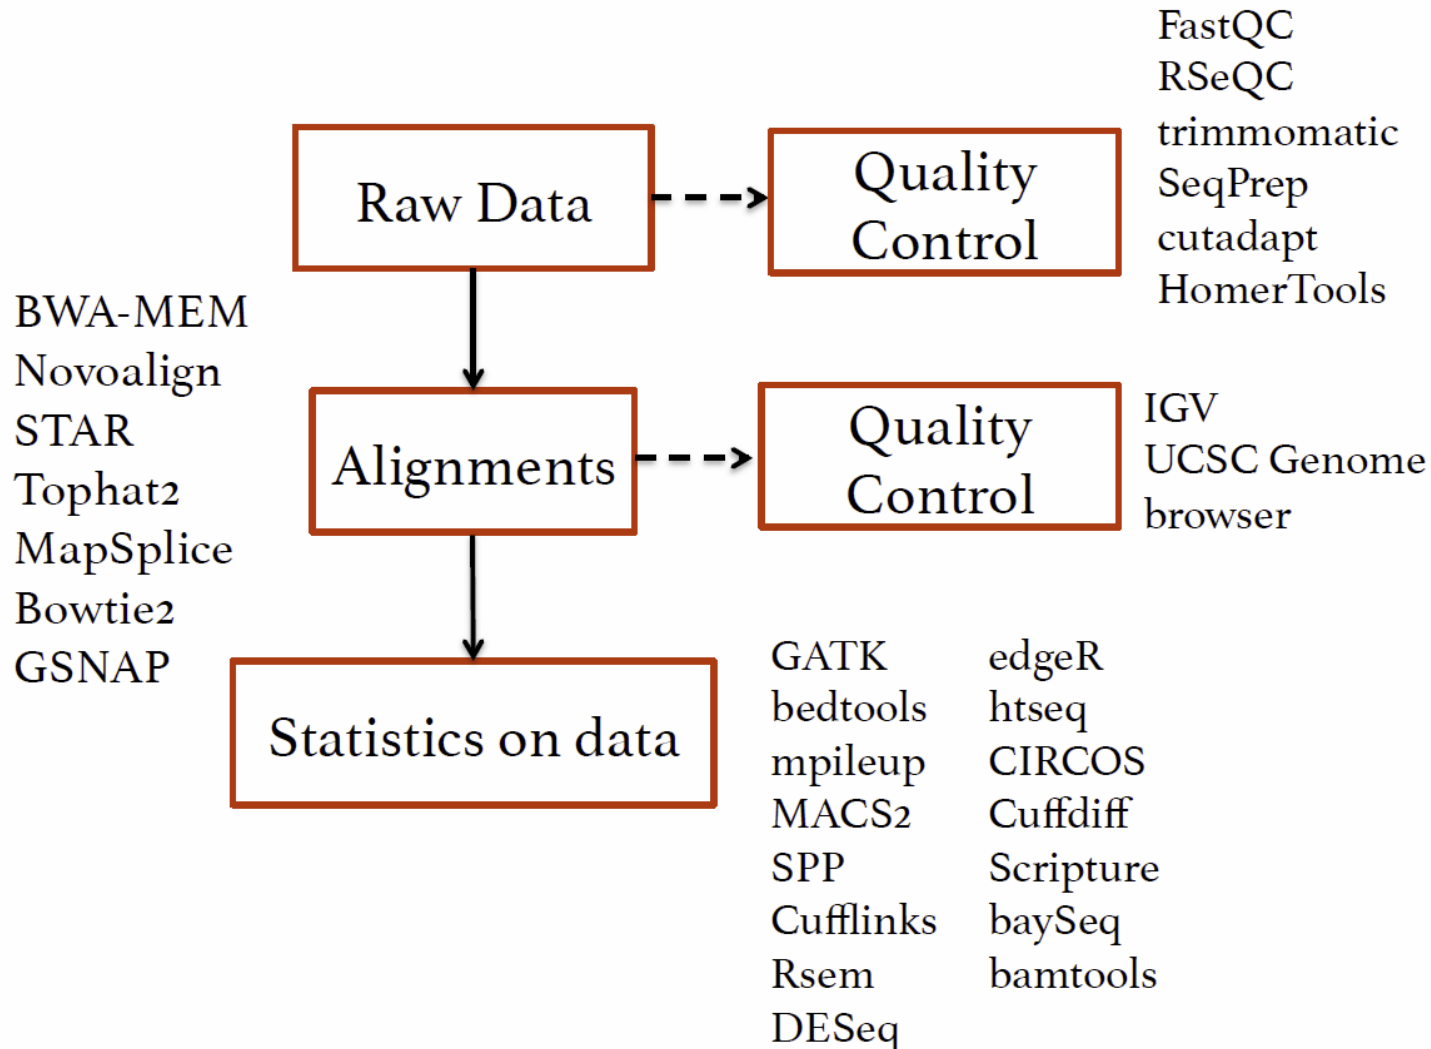 FastQC
RSeQC
trimmomatic
SeqPrep
cutadapt
HomerTools
Raw Data
Quality
Control
BWA-MEM
Novoalign
STAR
Tophat2
MapSplice
Bowtie2
GSNAP
Alignments
Quality
Control
IGV
UCSC Genome
browser
Statistics on data
GATK
bedtools
mpileup
MACS2
SPP
Cufflinks
Rsem
DESeq
edgeR
htseq
CIRCOS
Cuffdiff
Scripture
baySeq
bamtools